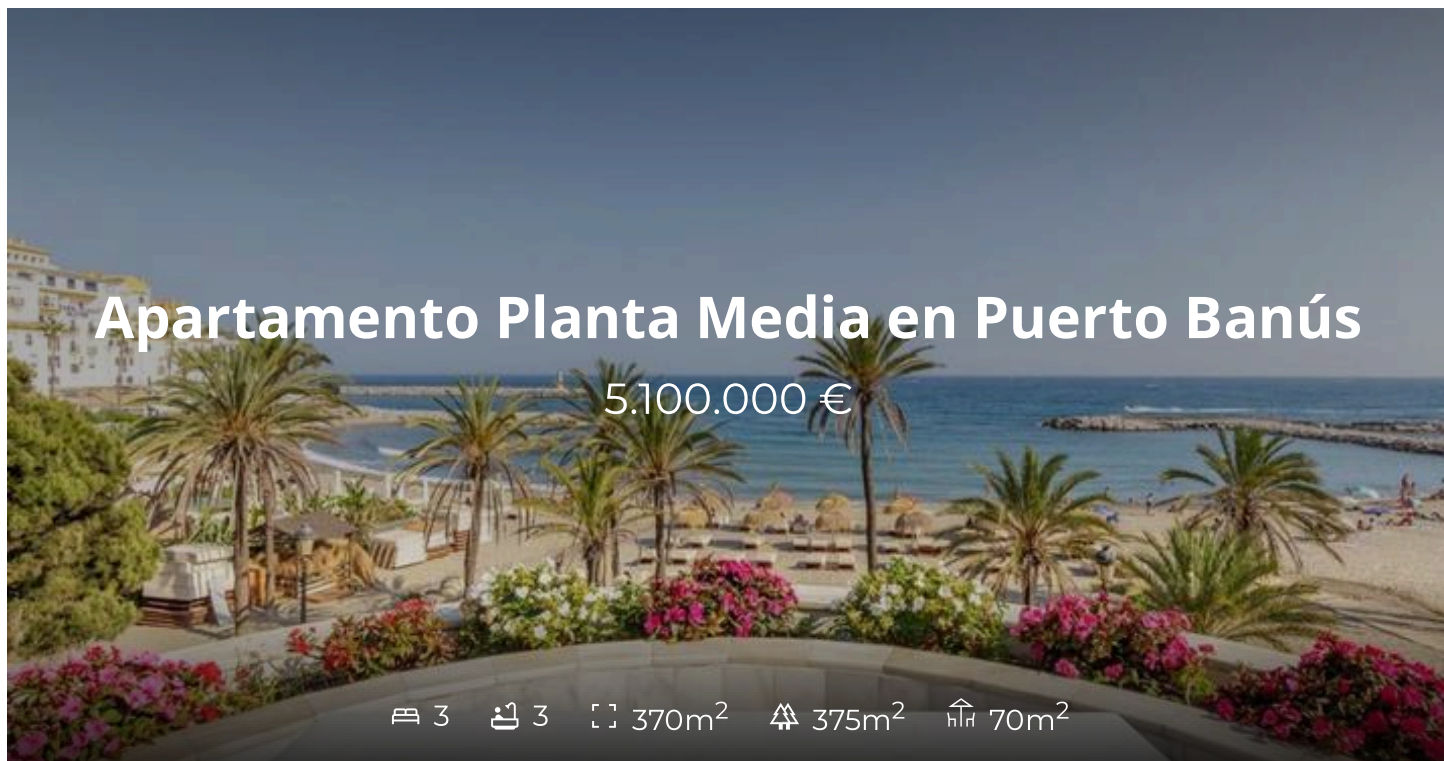 Apartamento Planta Media en Puerto Banús
5.100.000 €
3 3 370m² 375m² 70m²